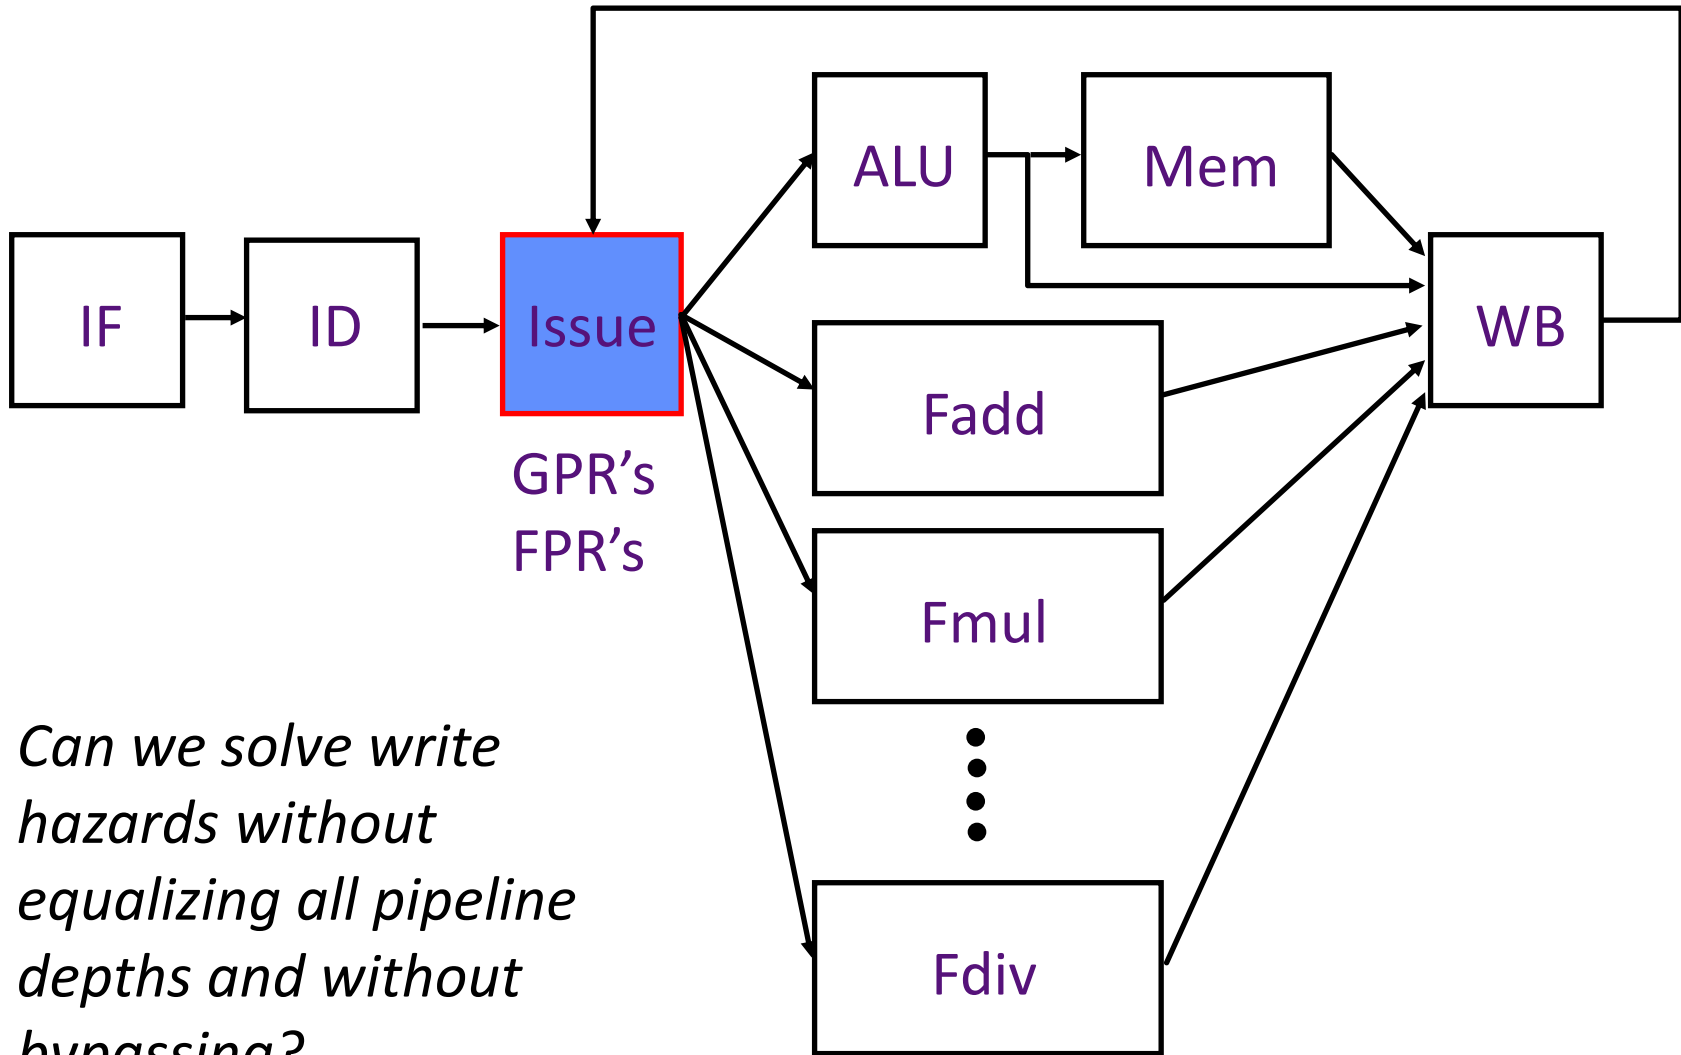 ALU
Mem
IF
ID
Issue
WB
GPR's
FPR's
Fadd
Fmul
Fdiv
Can we solve write
hazards without
equalizing all pipeline
depths and without
bypassing?